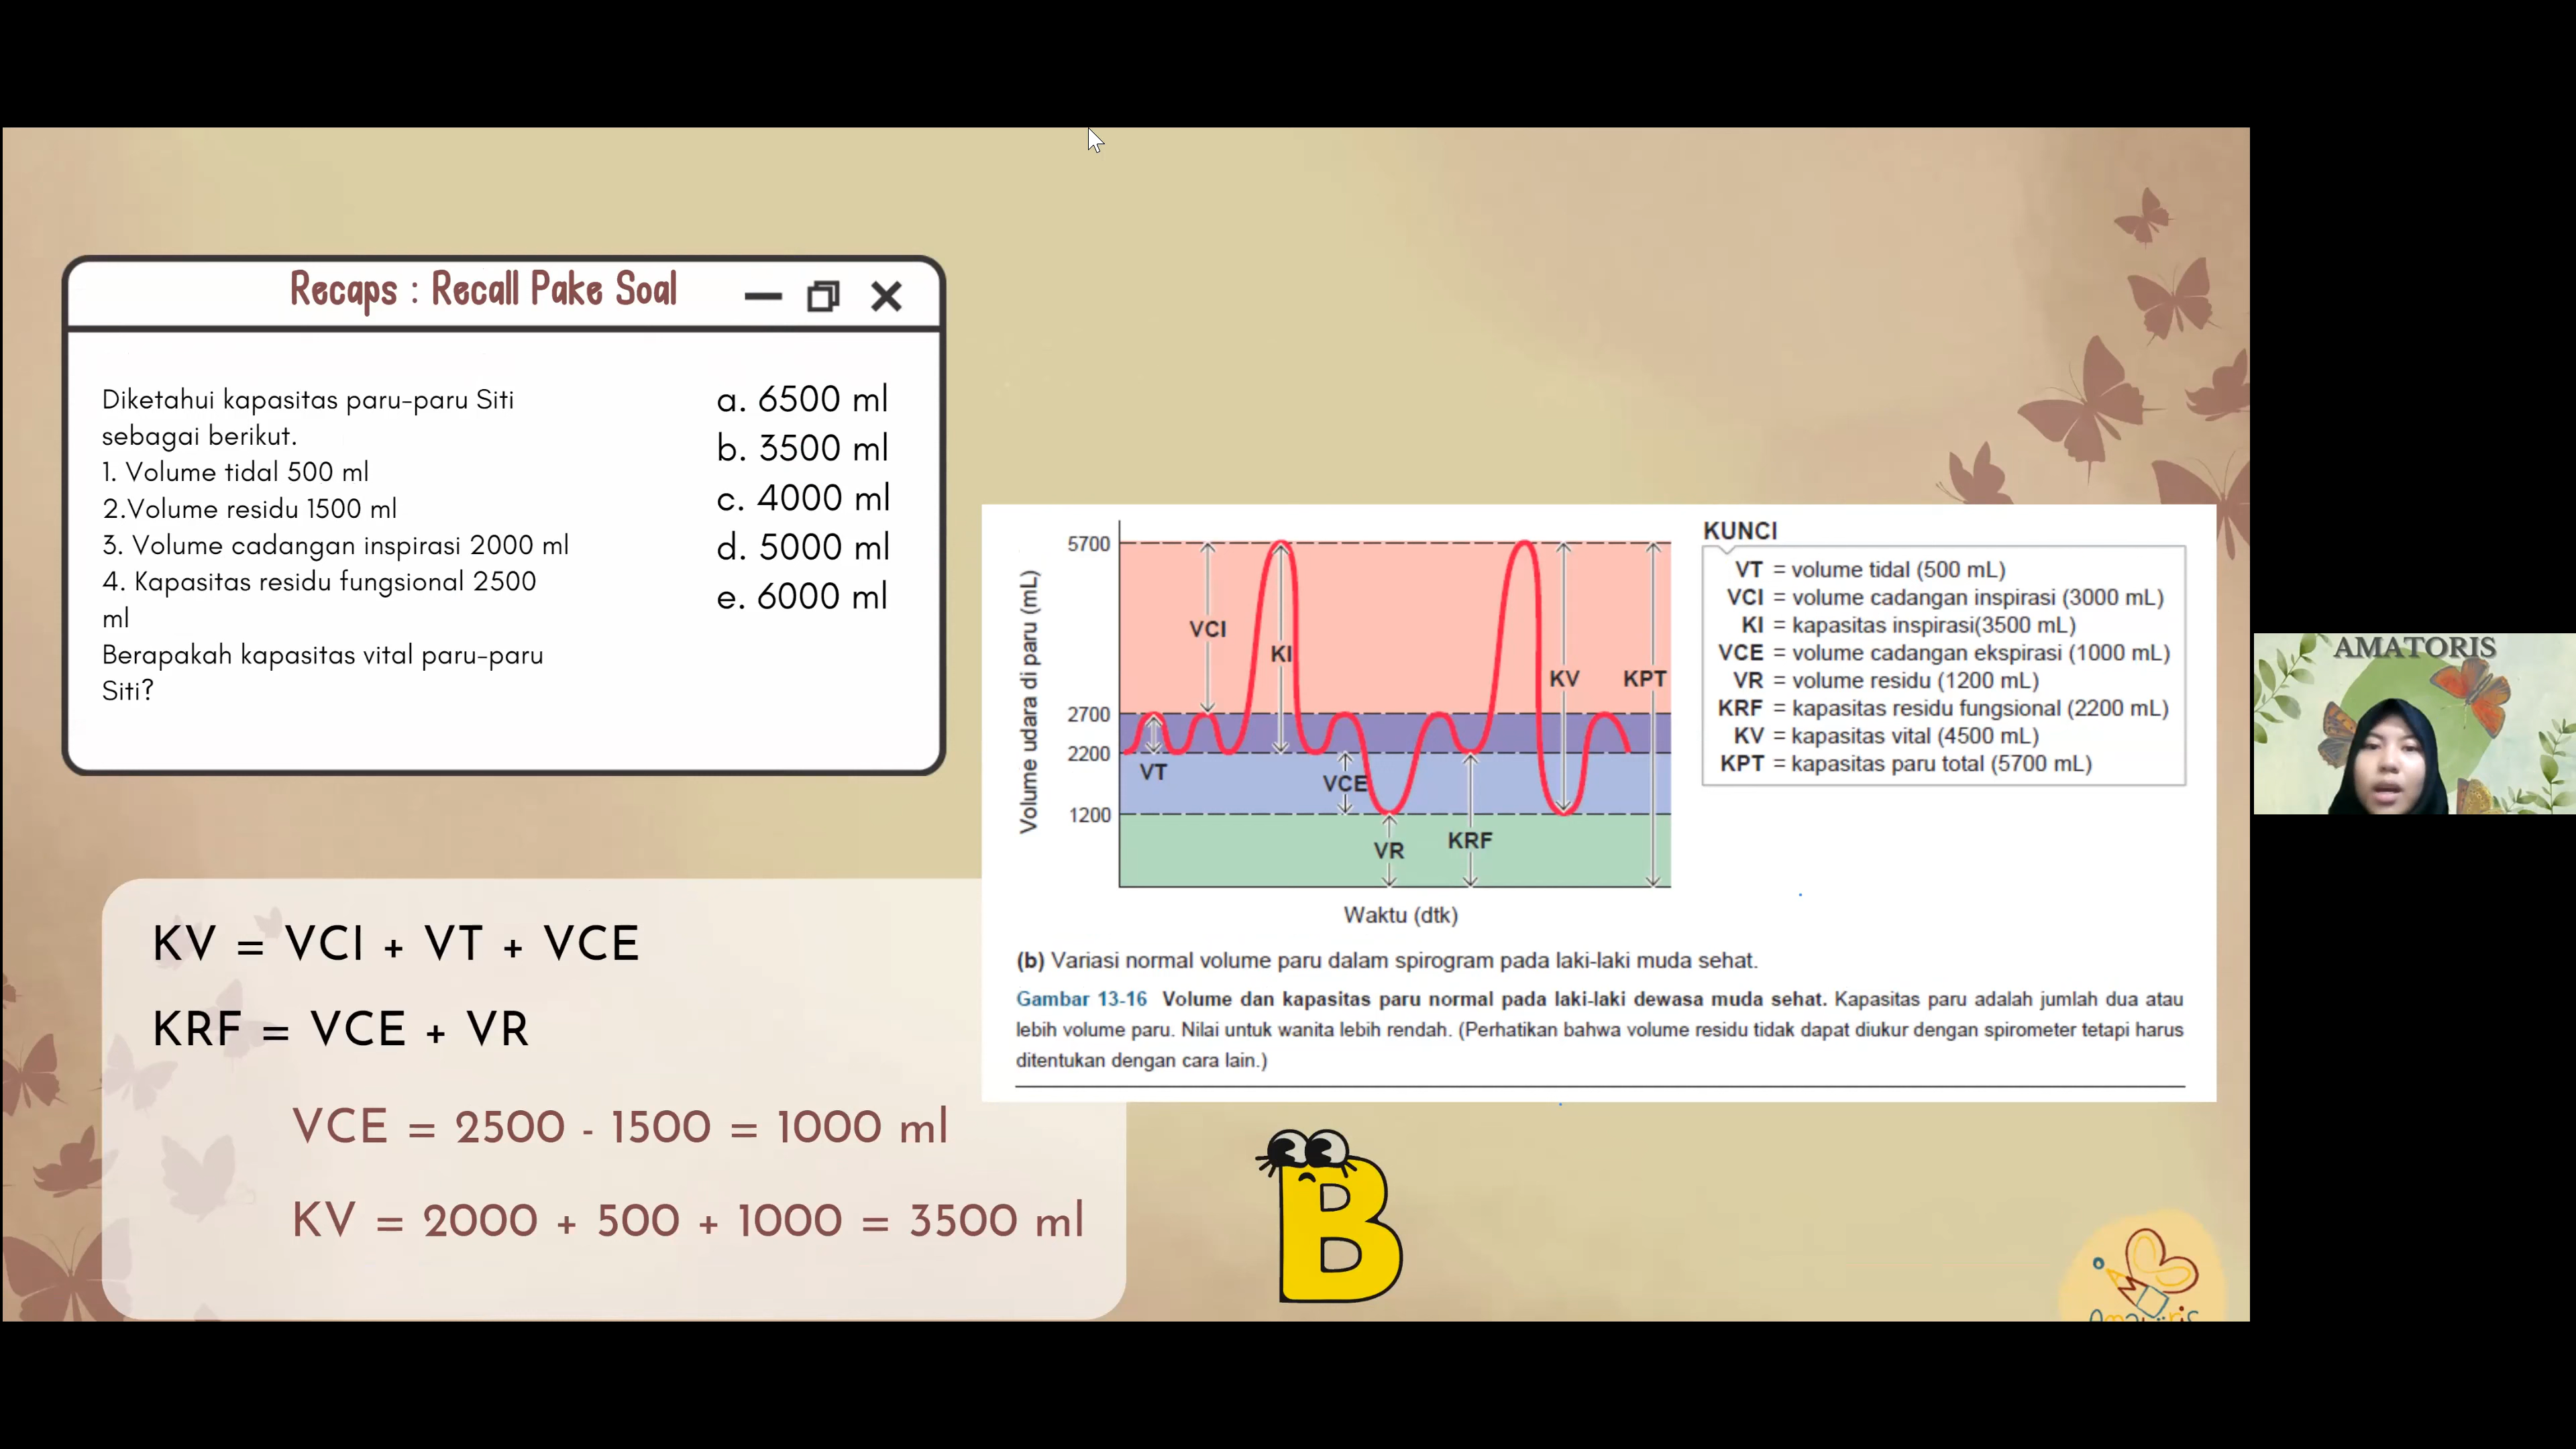 Recaps : Recall Pake Soal
Diketahui kapasitas paru-paru Siti
sebagai berikut.
1. Volume tidal 500 ml
2.Volume residu 1500 ml
3. Volume cadangan inspirasi 2000 ml
4. Kapasitas residu fungsional 2500
ml
Berapakah kapasitas vital paru-paru
Siti?
a. 6500 ml
b. 3500 ml
c. 4000 ml
d. 5000 ml
e. 6000 ml
KV = VCI + VT + VCE
KRF = VCE + VR
VCE = 2500 - 1500 = 1000 ml
KV = 2000 + 500 + 1000 = 3500 ml
Volume udara di paru (mL)
5700
2700
2200
1200
VCI
KI
KV
KPT
VT
VCE
VR
KRF
Waktu (dtk)
KUNCI
VT = volume tidal (500 mL)
VCI = volume cadangan inspirasi (3000 mL)
KI = kapasitas inspirasi(3500 mL)
VCE = volume cadangan ekspirasi (1000 mL)
VR = volume residu (1200 mL)
KRF = kapasitas residu fungsional (2200 mL)
KV = kapasitas vital (4500 mL)
KPT = kapasitas paru total (5700 mL)
(b) Variasi normal volume paru dalam spirogram pada laki-laki muda sehat.
Gambar 13-16 Volume dan kapasitas paru normal pada laki-laki dewasa muda sehat. Kapasitas paru adalah jumlah dua atau
lebih volume paru. Nilai untuk wanita lebih rendah. (Perhatikan bahwa volume residu tidak dapat diukur dengan spirometer tetapi harus
ditentukan dengan cara lain.)
B
AMATORIS